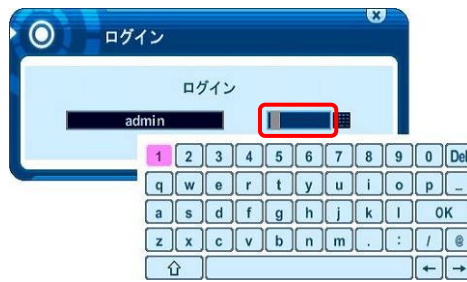 ログイン
ログイン
admin
1 2 3 4 5 6 7 8 9 0 Del
q w e r t y u i o p _
a s d f g h j k l OK
z x c v b n m . : / @
⇧ ← →